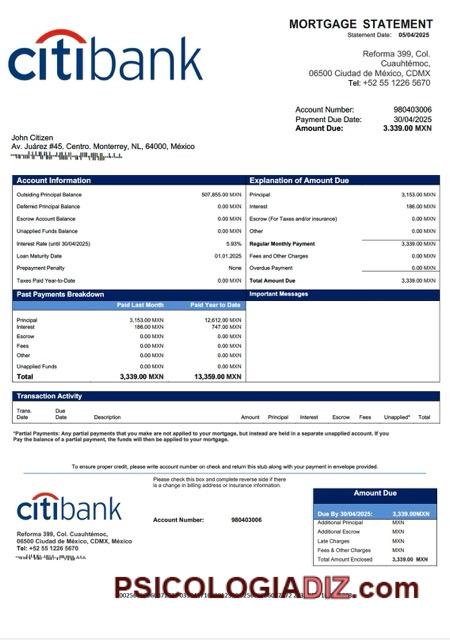 citibank
MORTGAGE STATEMENT
Statement Date: 05/04/2025
Reforma 399, Col.
Cuauhtémoc,
06500 Ciudad de México, CDMX
Tel: +52 55 1226 5670
Account Number: 980403006
Payment Due Date: 30/04/2025
Amount Due: 3.339.00 MXN
John Citizen
Av. Juárez #45, Centro, Monterrey, NL, 64000, México
Account Information
Outsiding Principal Balance 507,855.00 MXN
Deferred Principal Balance 0.00 MXN
Escrow Account Balance 0.00 MXN
Unapplied Funds Balance 0.00 MXN
Interest Rate (until 30/04/2025) 5.93%
Loan Maturity Date 01.01.2025
Prepayment Penalty None
Taxes Paid Year-to-Date 0.00 MXN
Explanation of Amount Due
Principal 3,153.00 MXN
Interest 186.00 MXN
Escrow (For Taxes and/or insurance) 0.00 MXN
Other 0.00 MXN
Regular Monthly Payment 3,339.00 MXN
Fees and Other Charges 0.00 MXN
Overdue Payment 0.00 MXN
Total Amount Due 3,339.00 MXN
Past Payments Breakdown
Paid Last Month Paid Year to Date
Principal 3,153.00 MXN 12,612.00 MXN
Interest 186.00 MXN 747.00 MXN
Escrow 0.00 MXN 0.00 MXN
Fees 0.00 MXN 0.00 MXN
Other 0.00 MXN 0.00 MXN
Unapplied Funds 0.00 MXN 0.00 MXN
Total 3,339.00 MXN 13,359.00 MXN
Important Messages
Transaction Activity
Trans. Date Due Date Description Amount Principal Interest Escrow Fees Unapplied* Total
*Partial Payments: Any partial payments that you make are not applied to your mortgage, but instead are held in a separate unapplied account. If you
Pay the balance of a partial payment, the funds will then be applied to your mortgage.
To ensure proper credit, please write account number on check and return this stub along with your payment in envelope provided.
Please check this box and complete reverse side if there
is a change in billing address or insurance information.
citibank
Reforma 399, Col. Cuauhtémoc,
06500 Ciudad de México, CDMX, México
Tel: +52 55 1226 5670
Account Number: 980403006
Amount Due
Due By 30/04/2025: 3,339.00MXN
Additional Principal MXN
Additional Escrow MXN
Late Charges MXN
Fees & Other Charges MXN
Total Amount Enclosed 3,339.00 MXN
PSICOLOGIADIZ.com